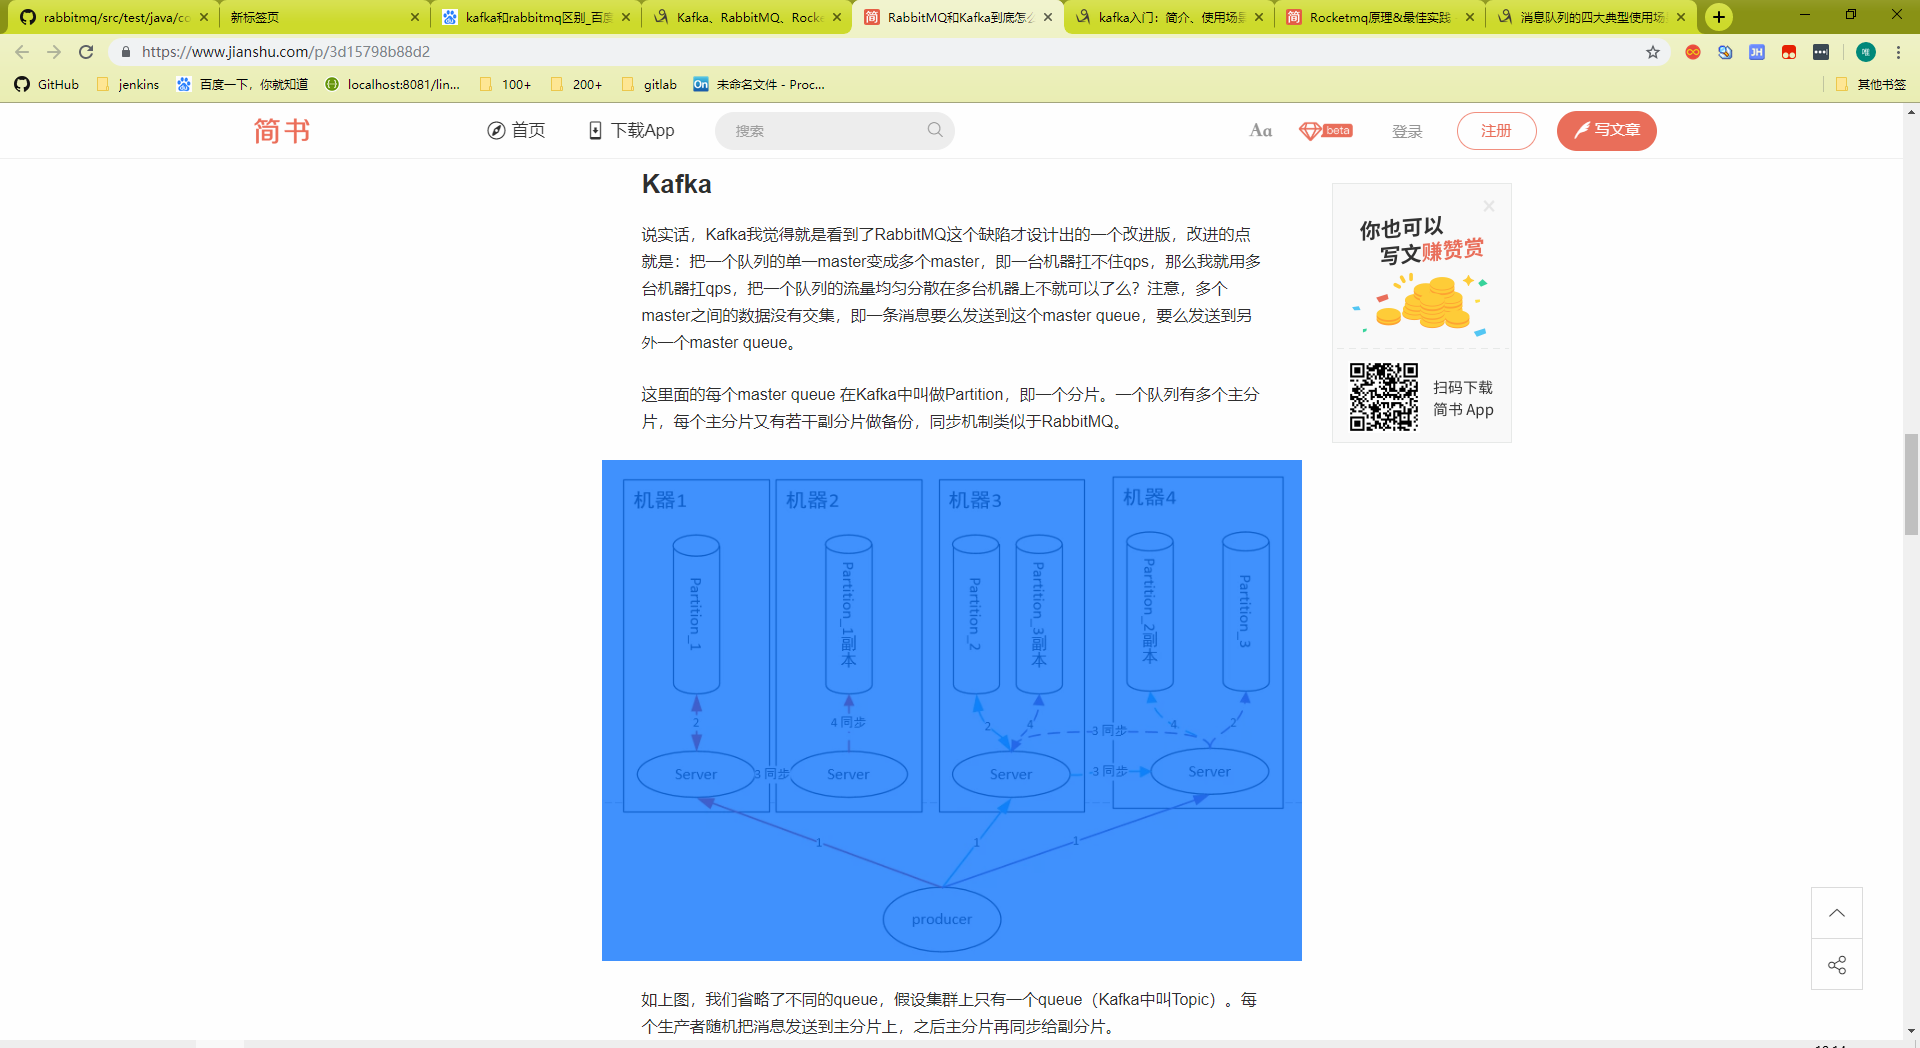 rabbitmq/src/test/java/co
新标签页
kafka和rabbitmq区别_百度
Kafka、RabbitMQ、Rocke
RabbitMQ和Kafka到底怎么
kafka入门：简介、使用场景
Rocketmq原理&最佳实践
消息队列的四大典型使用场
https://www.jianshu.com/p/3d15798b88d2
JH
唯
GitHub
jenkins
百度一下，你就知道
localhost:8081/lin...
100+
200+
gitlab
On 未命名文件 - Proc...
其他书签
简书
首页
下载App
搜索
Aa
beta
登录
注册
写文章
Kafka
说实话，Kafka我觉得就是看到了RabbitMQ这个缺陷才设计出的一个改进版，改进的点
就是：把一个队列的单一master变成多个master，即一台机器扛不住qps，那么我就用多
台机器扛qps，把一个队列的流量均匀分散在多台机器上不就可以了么？注意，多个
master之间的数据没有交集，即一条消息要么发送到这个master queue，要么发送到另
外一个master queue。
这里面的每个master queue 在Kafka中叫做Partition，即一个分片。一个队列有多个主分
片，每个主分片又有若干副分片做备份，同步机制类似于RabbitMQ。
你也可以
写文赚赞赏
扫码下载
简书 App
机器1
机器2
机器3
机器4
Partition_1
Partition_1副本
Partition_2
Partition_3副本
Partition_2副本
Partition_3
2
4 同步
2
4
3 同步
4
2
Server
3 同步
Server
Server
3 同步
Server
1
1
1
producer
如上图，我们省略了不同的queue，假设集群上只有一个queue（Kafka中叫Topic）。每
个生产者随机把消息发送到主分片上，之后主分片再同步给副分片。